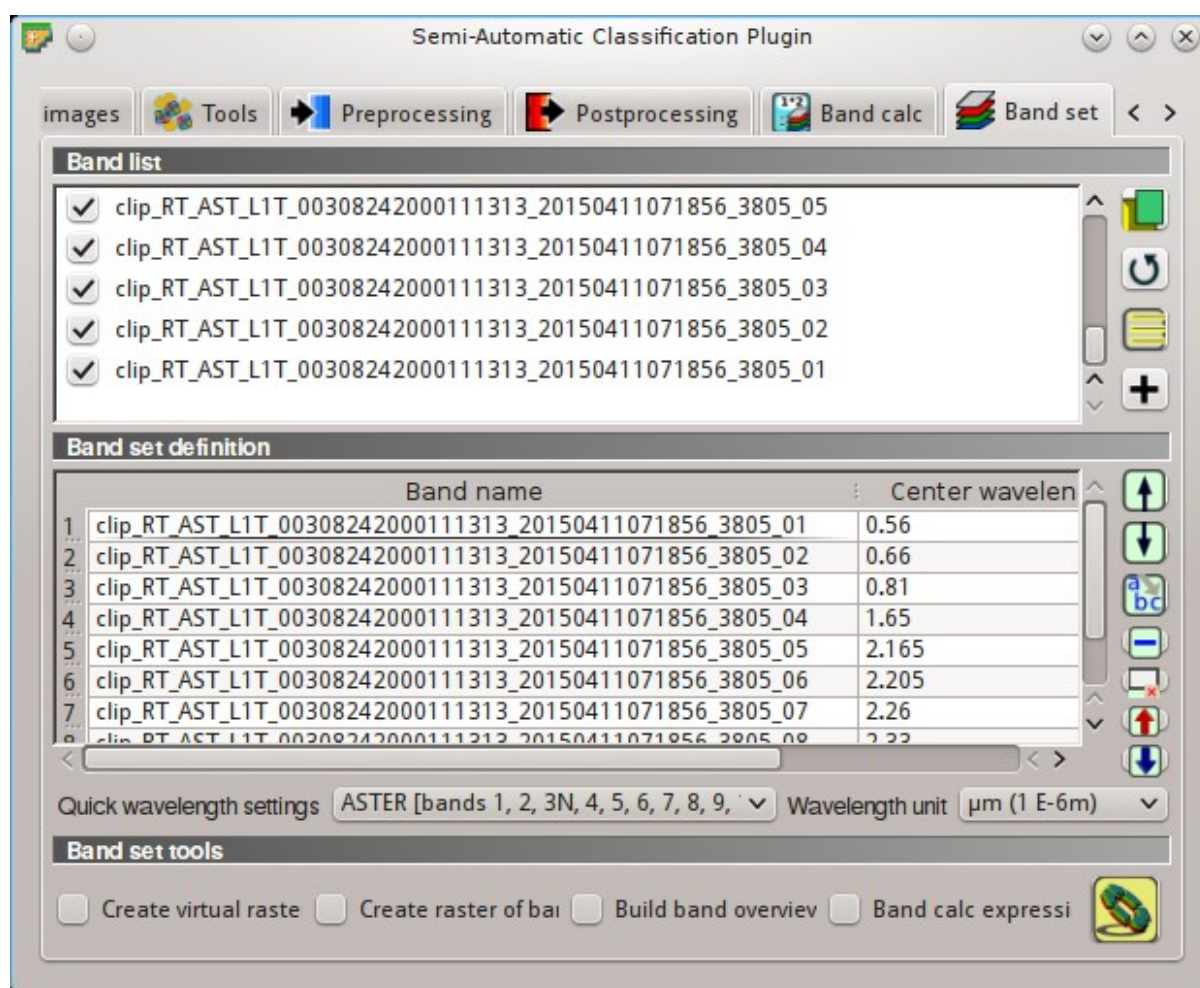 Semi-Automatic Classification Plugin
images Tools Preprocessing Postprocessing Band calc Band set
Band list
clip_RT_AST_L1T_00308242000111313_20150411071856_3805_05
clip_RT_AST_L1T_00308242000111313_20150411071856_3805_04
clip_RT_AST_L1T_00308242000111313_20150411071856_3805_03
clip_RT_AST_L1T_00308242000111313_20150411071856_3805_02
clip_RT_AST_L1T_00308242000111313_20150411071856_3805_01
Band set definition
Band name Center wavelen
1 clip_RT_AST_L1T_00308242000111313_20150411071856_3805_01 0.56
2 clip_RT_AST_L1T_00308242000111313_20150411071856_3805_02 0.66
3 clip_RT_AST_L1T_00308242000111313_20150411071856_3805_03 0.81
4 clip_RT_AST_L1T_00308242000111313_20150411071856_3805_04 1.65
5 clip_RT_AST_L1T_00308242000111313_20150411071856_3805_05 2.165
6 clip_RT_AST_L1T_00308242000111313_20150411071856_3805_06 2.205
7 clip_RT_AST_L1T_00308242000111313_20150411071856_3805_07 2.26
8 clip_RT_AST_L1T_00308242000111313_20150411071856_3805_08 2.33
Quick wavelength settings ASTER [bands 1, 2, 3N, 4, 5, 6, 7, 8, 9, Wavelength unit µm (1 E-6m)
Band set tools
Create virtual raste Create raster of bai Build band overviev Band calc expressi